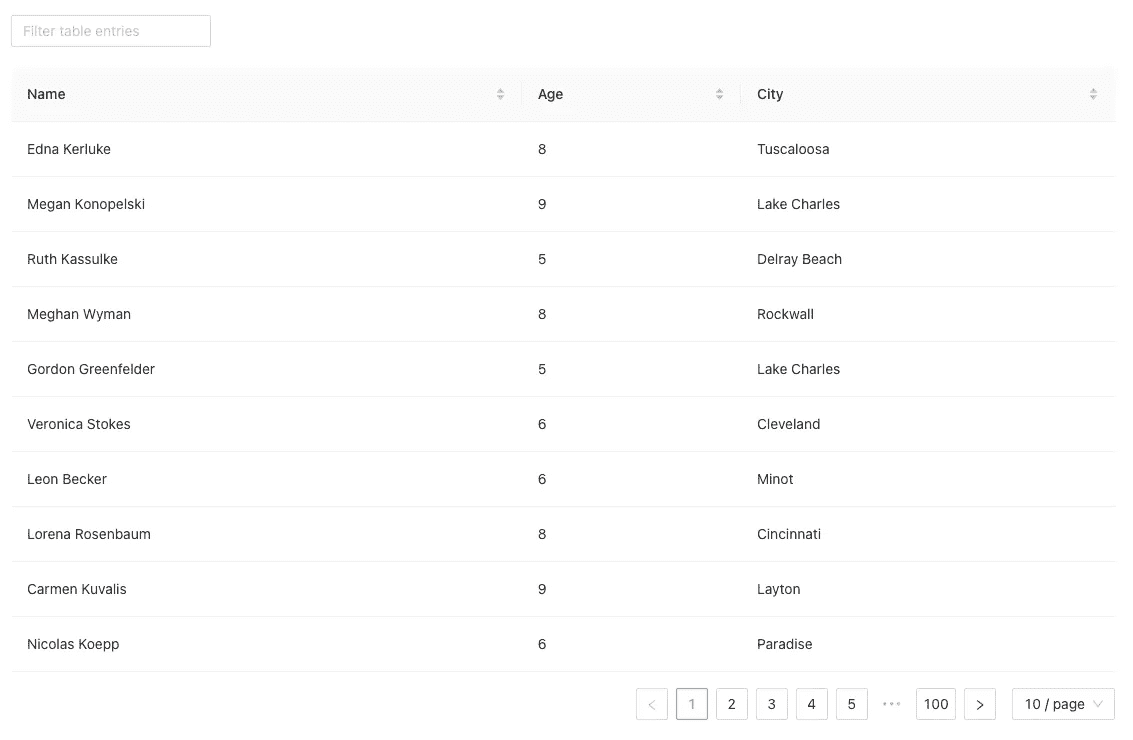 Filter table entries
Name Age City
Edna Kerluke 8 Tuscaloosa
Megan Konopelski 9 Lake Charles
Ruth Kassulke 5 Delray Beach
Meghan Wyman 8 Rockwall
Gordon Greenfelder 5 Lake Charles
Veronica Stokes 6 Cleveland
Leon Becker 6 Minot
Lorena Rosenbaum 8 Cincinnati
Carmen Kuvalis 9 Layton
Nicolas Koepp 6 Paradise
< 1 2 3 4 5 ••• 100 > 10 / page